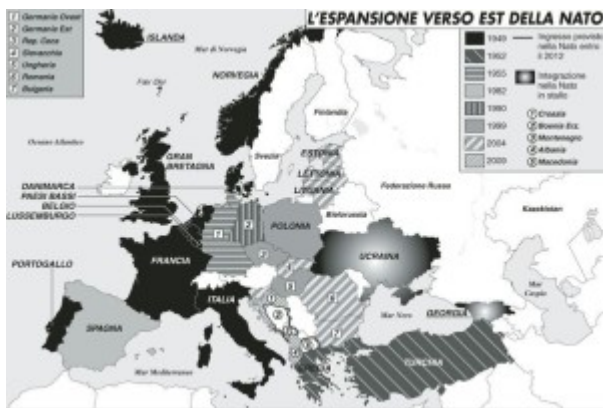 L'ESPANSIONE VERSO EST DELLA NATO
1 Germania Ovest
2 Germania Est
3 Rep. Ceca
4 Slovacchia
5 Ungheria
6 Romania
7 Bulgaria
1949
1952
1955
1982
1990
1999
2004
2009
Ingresso previsto
nella Nato entro
il 2012
Integrazione
nella Nato
in stallo
1 Croazia
2 Bosnia Erz.
3 Montenegro
4 Albania
5 Macedonia
ISLANDA
Mar di Norvegia
NORVEGIA
Finlandia
Svezia
Oceano Atlantico
GRAN
BRETAGNA
ESTONIA
LETTONIA
LITUANIA
Federazione Russa
DANIMARCA
PAESI BASSI
BELGIO
LUSSEMBURGO
Bielorussia
Kazakistan
POLONIA
UCRAINA
FRANCIA
PORTOGALLO
ITALIA
SPAGNA
Mar Nero
GEORGIA
Mar
Caspio
TURCHIA
Mar Mediterraneo